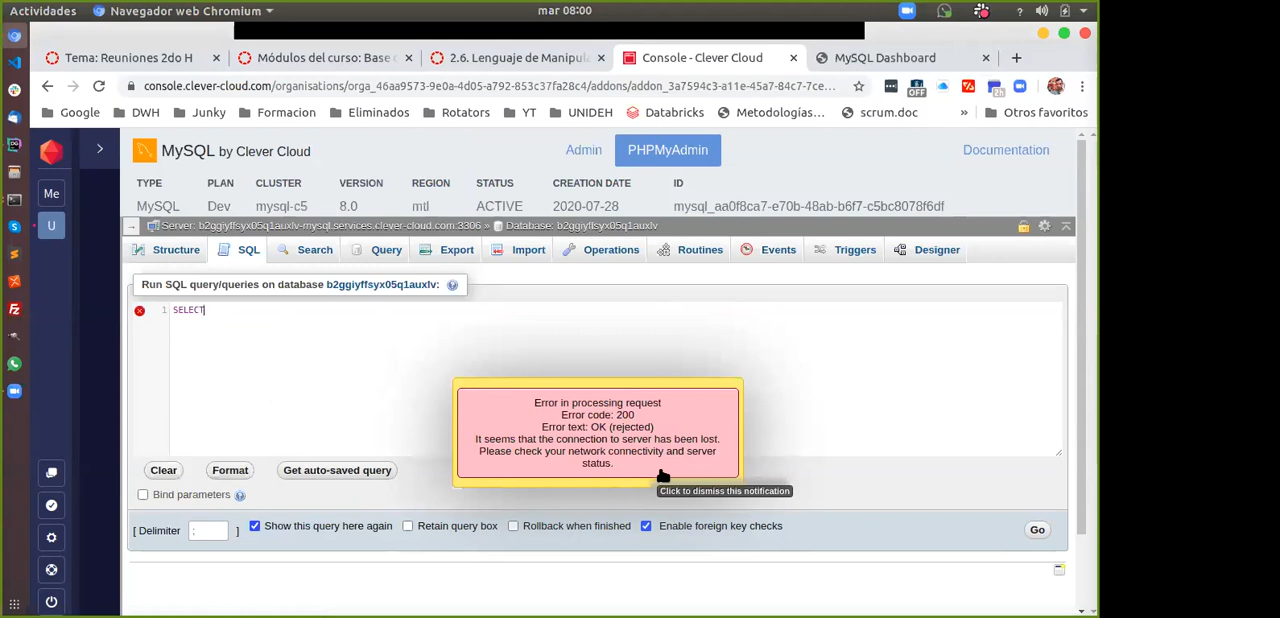 Actividades
Navegador web Chromium
mar 08:00
Tema: Reuniones 2do H
Módulos del curso: Base
2.6. Lenguaje de Manipula
Console - Clever Cloud
MySQL Dashboard
console.clever-cloud.com/organisations/orga_46aa9573-9e0a-4d05-a792-853c37fa28c4/addons/addon_3a7594c3-a11e-45a7-84c7-7ce...
OFF
2h
Google
DWH
Junky
Formacion
Eliminados
Rotators
YT
UNIDEH
Databricks
Metodologías...
scrum.doc
»
Otros favoritos
MySQL by Clever Cloud
Admin
PHPMyAdmin
Documentation
TYPE PLAN CLUSTER VERSION REGION STATUS CREATION DATE ID
MySQL Dev mysql-c5 8.0 mtl ACTIVE 2020-07-28 mysql_aa0f8ca7-e70b-48ab-b6f7-c5bc8078f6df
Me
U
Server: b2ggiyffsyx05q1auxlv-mysql.services.clever-cloud.com:3306 » Database: b2ggiyffsyx05q1auxlv
Structure
SQL
Search
Query
Export
Import
Operations
Routines
Events
Triggers
Designer
Run SQL query/queries on database b2ggiyffsyx05q1auxlv:
1 SELECT
Error in processing request
Error code: 200
Error text: OK (rejected)
It seems that the connection to server has been lost.
Please check your network connectivity and server
status.
Click to dismiss this notification
Clear
Format
Get auto-saved query
Bind parameters
[ Delimiter ; ]
Show this query here again
Retain query box
Rollback when finished
Enable foreign key checks
Go